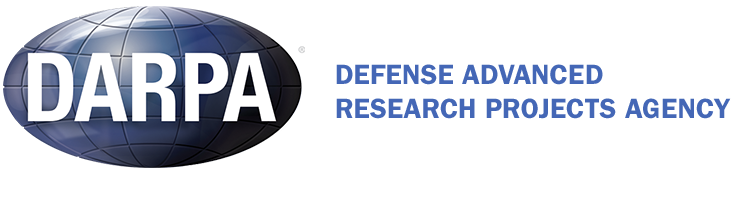 DARPA®
DEFENSE ADVANCED
RESEARCH PROJECTS AGENCY